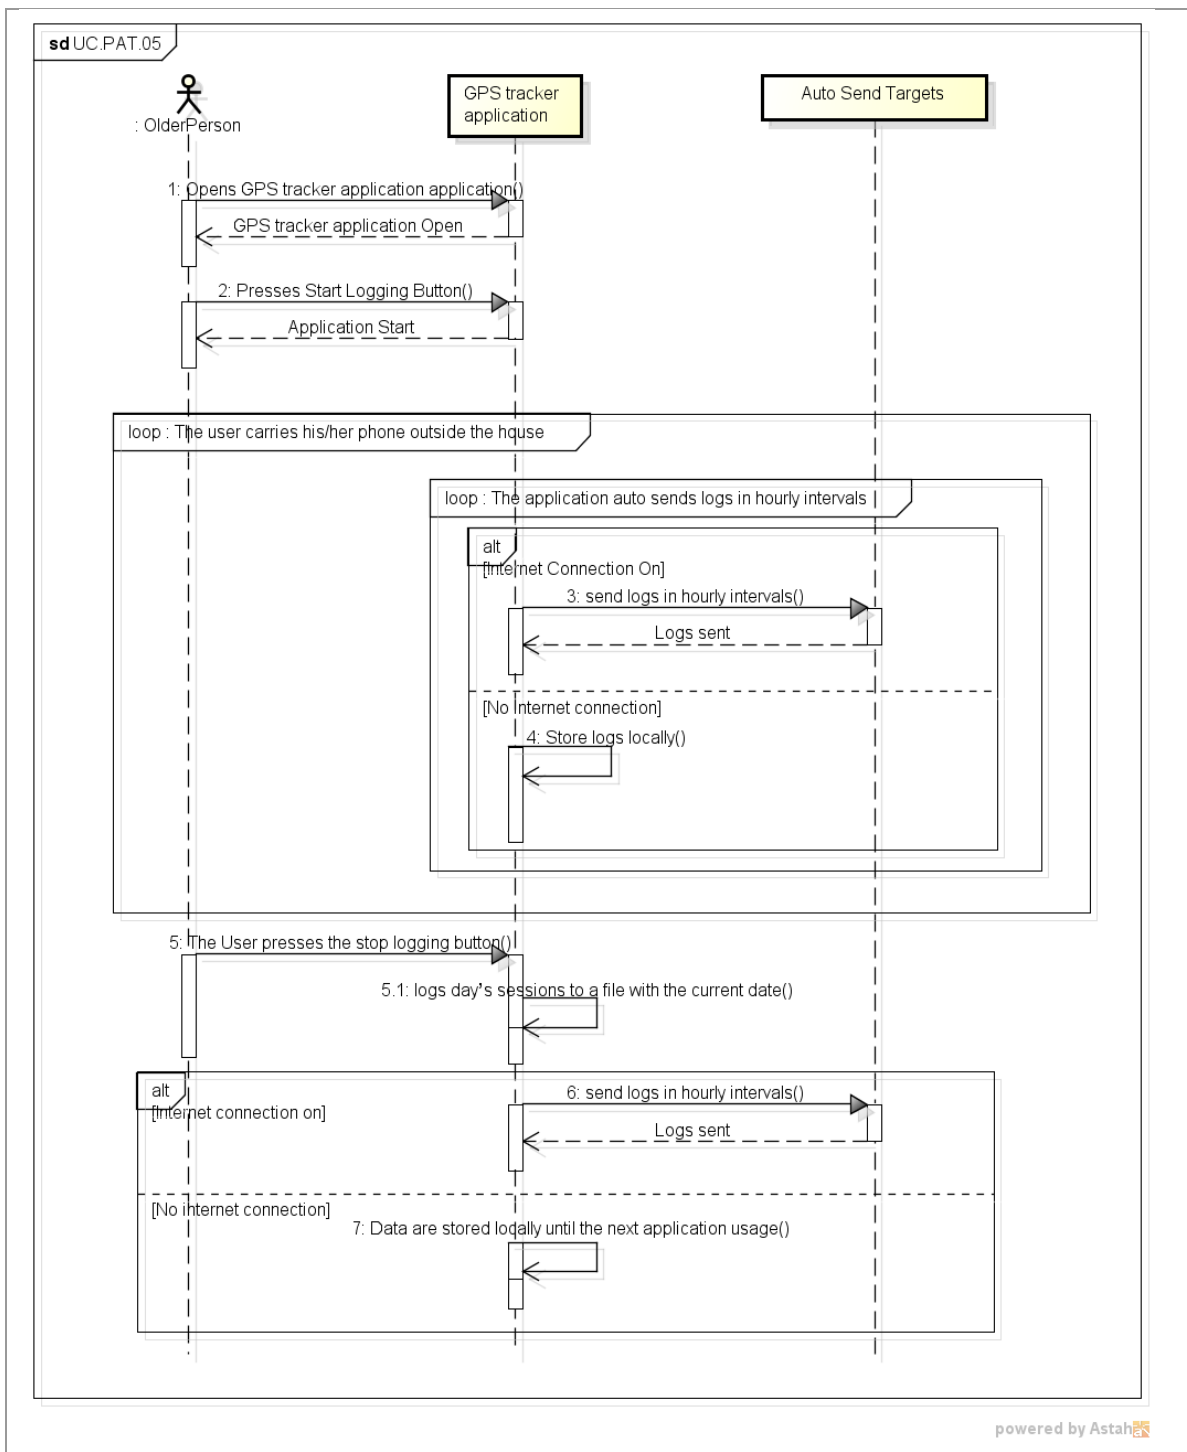 sd UC.PAT.05
: OlderPerson
GPS tracker
application
Auto Send Targets
1: Opens GPS tracker application application()
GPS tracker application Open
2: Presses Start Logging Button()
Application Start
loop : The user carries his/her phone outside the house
loop : The application auto sends logs in hourly intervals
alt
[Internet Connection On]
3: send logs in hourly intervals()
Logs sent
[No internet connection]
4: Store logs locally()
5: The User presses the stop logging button()
5.1: logs day's sessions to a file with the current date()
alt
[Internet connection on]
6: send logs in hourly intervals()
Logs sent
[No internet connection]
7: Data are stored locally until the next application usage()
powered by Astah